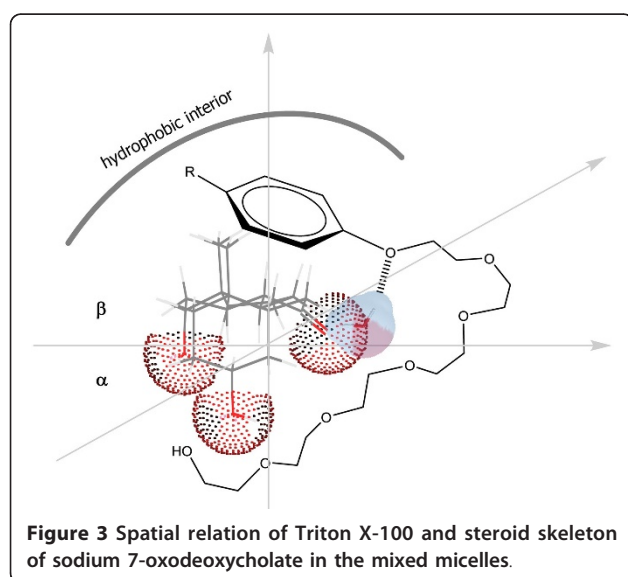 hydrophobic interior
R
O
O
β
O
α
O
O
HO
O
Figure 3 Spatial relation of Triton X-100 and steroid skeleton
of sodium 7-oxodeoxycholate in the mixed micelles.